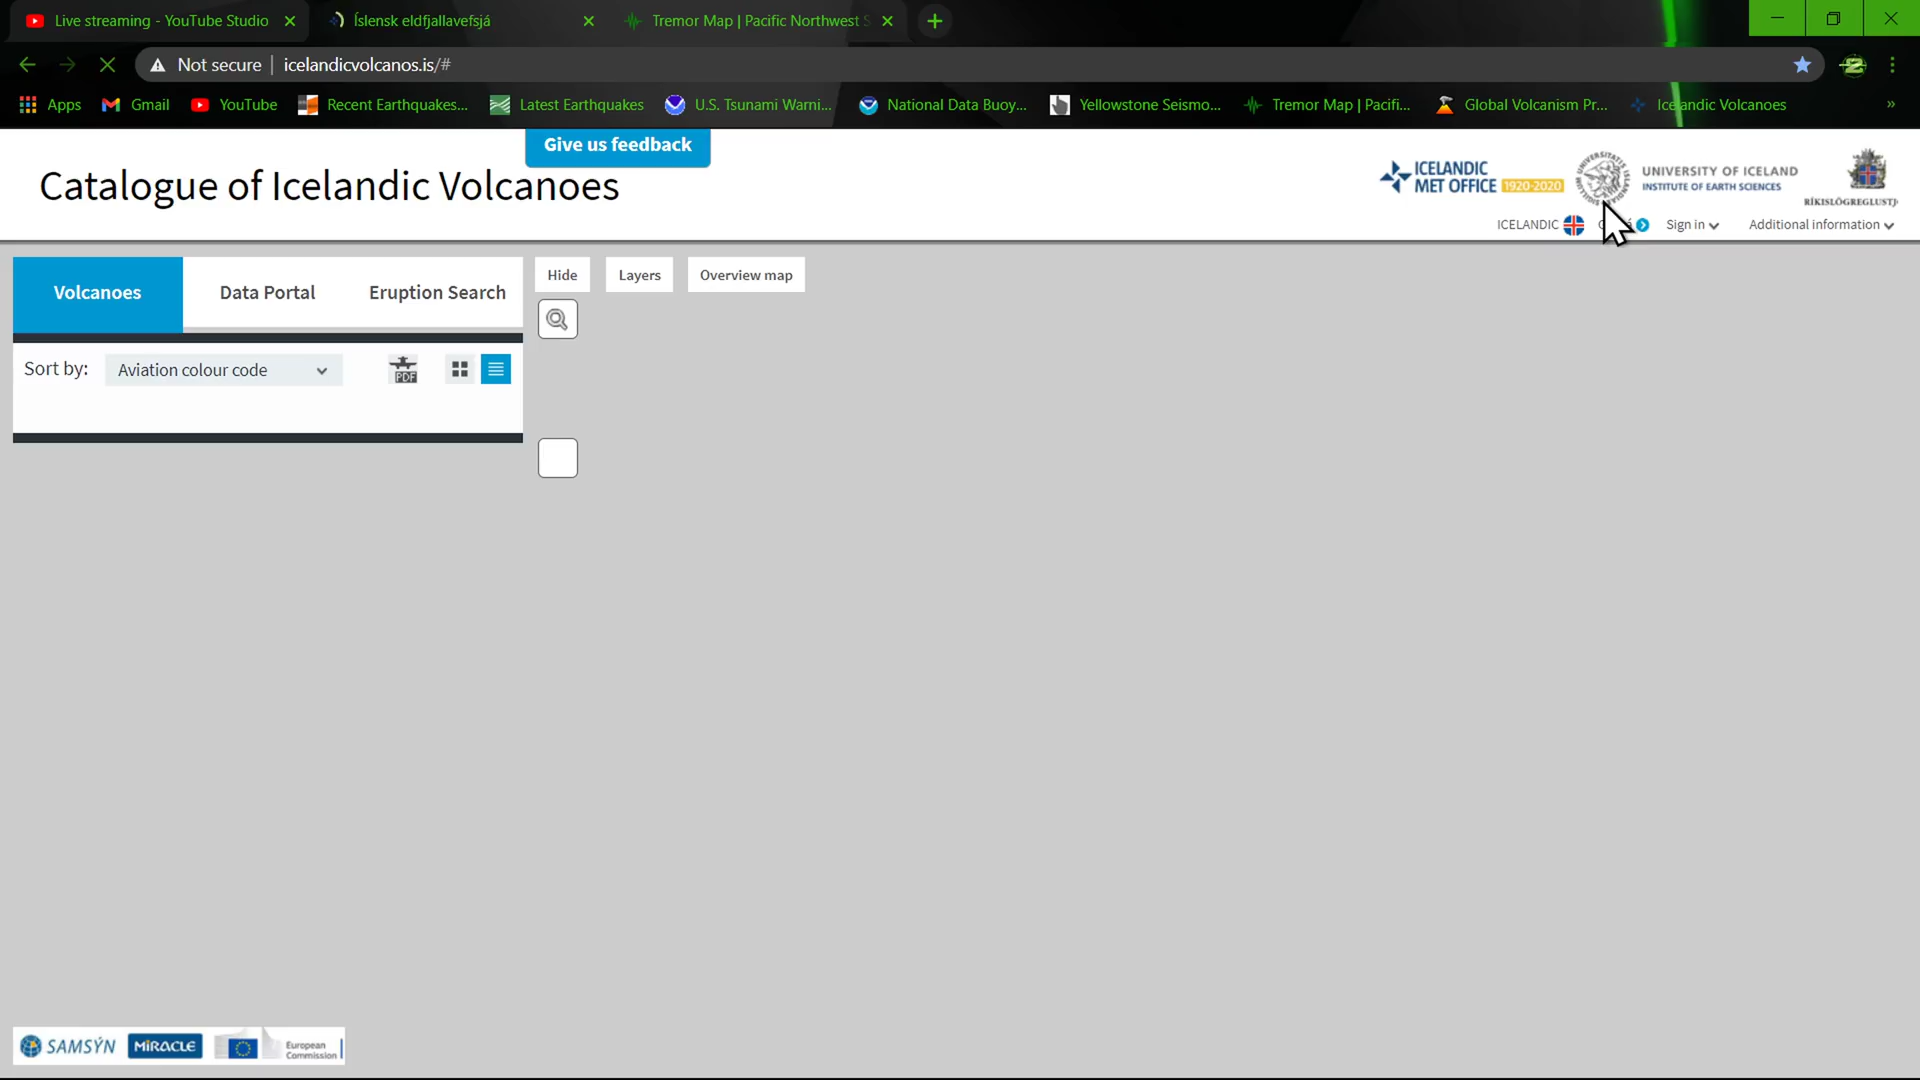 Live streaming - YouTube Studio
Íslensk eldfjallavefsjá
Tremor Map | Pacific Northwest S
Not secure
icelandicvolcanos.is/#
Apps
Gmail
YouTube
Recent Earthquakes...
Latest Earthquakes
U.S. Tsunami Warni...
National Data Buoy...
Yellowstone Seismo...
Tremor Map | Pacifi...
Global Volcanism Pr...
Icelandic Volcanoes
Give us feedback
Catalogue of Icelandic Volcanoes
ICELANDIC
MET OFFICE 1920-2020
UNIVERSITY OF ICELAND
INSTITUTE OF EARTH SCIENCES
RÍKISLÖGREGLUSTJ
ICELANDIC
Sign in
Additional information
Volcanoes
Data Portal
Eruption Search
Hide
Layers
Overview map
Sort by:
Aviation colour code
PDF
SAMSÝN
MIRACLE
European
Commission